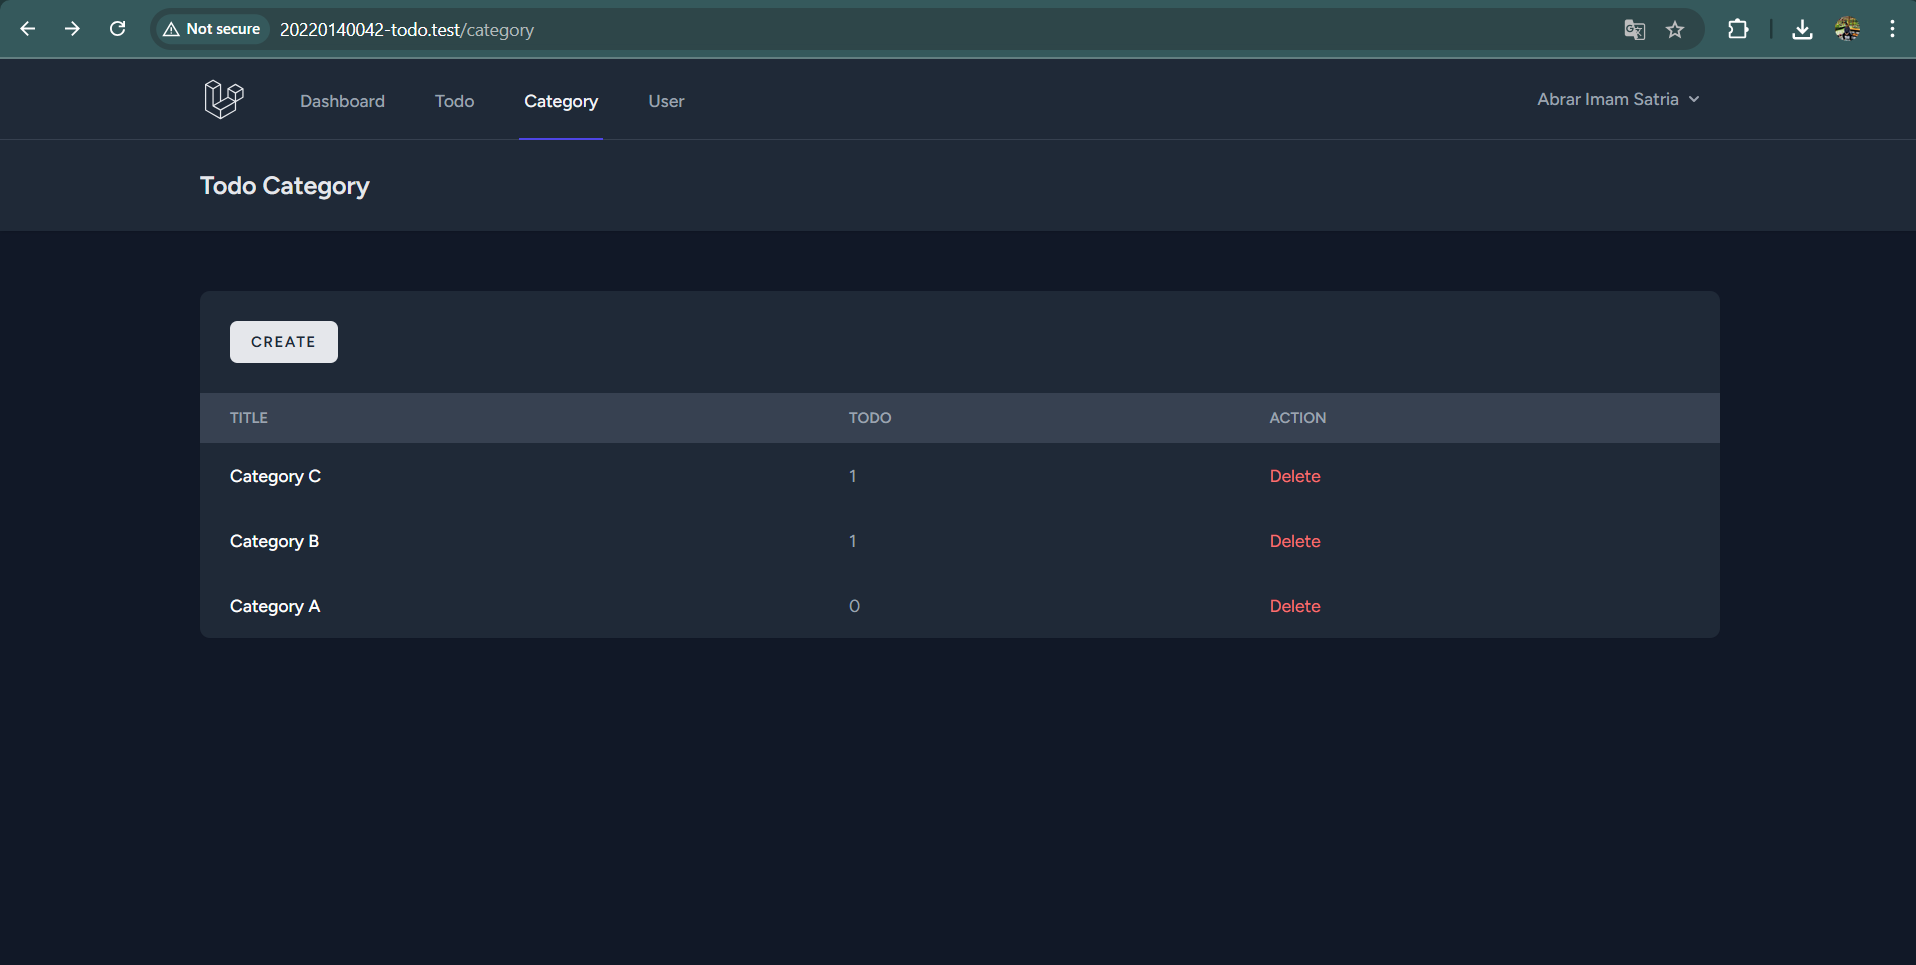 Not secure 20220140042-todo.test/category
Dashboard Todo Category User Abrar Imam Satria
Todo Category
CREATE
TITLE TODO ACTION
Category C 1 Delete
Category B 1 Delete
Category A 0 Delete